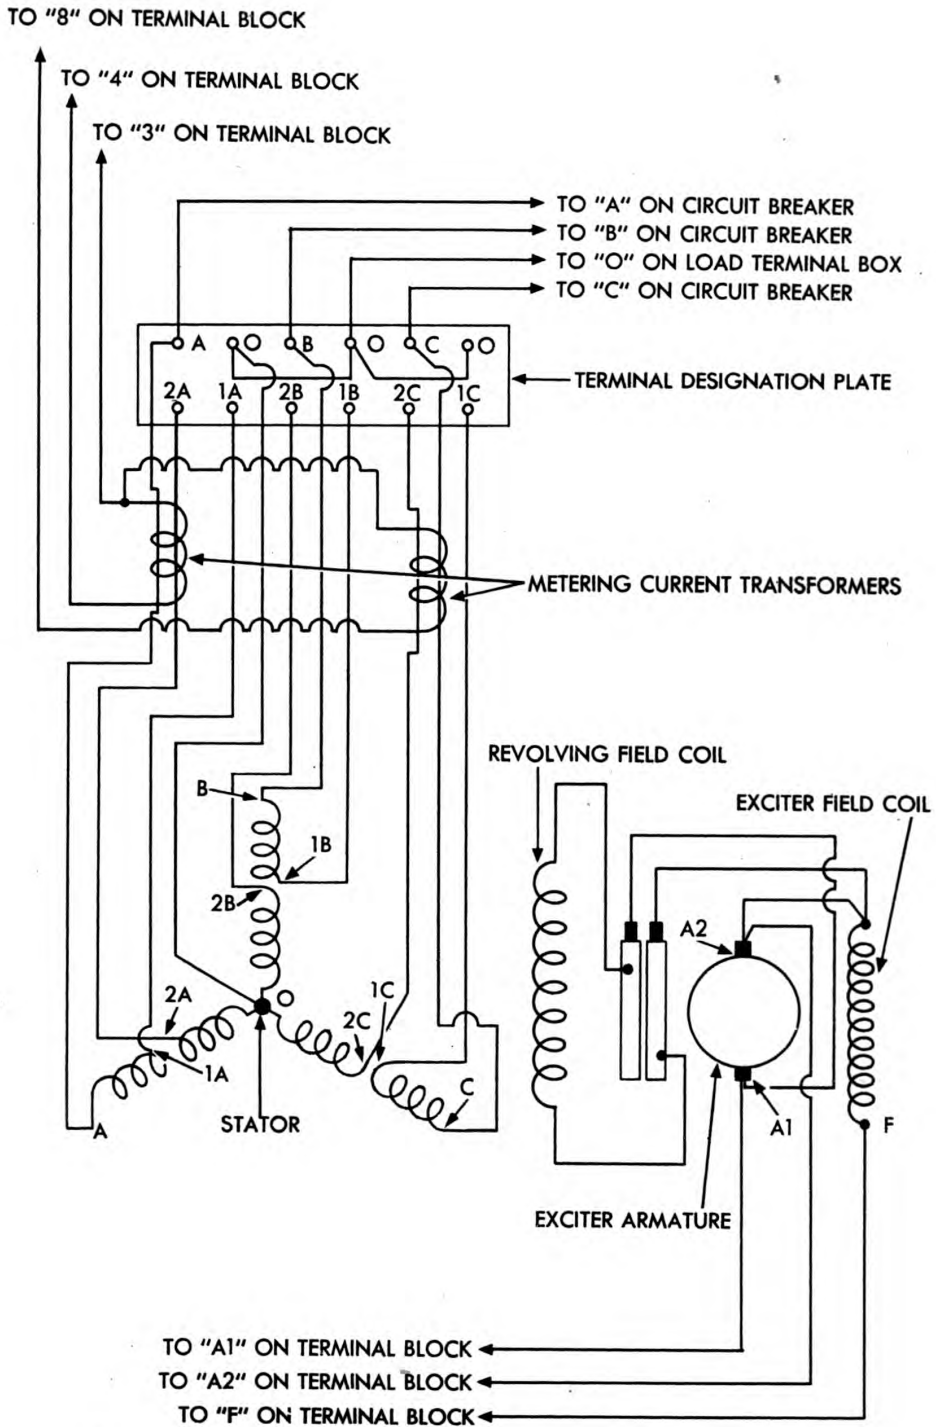 TO "8" ON TERMINAL BLOCK
TO "4" ON TERMINAL BLOCK
TO "3" ON TERMINAL BLOCK
TO "A" ON CIRCUIT BREAKER
TO "B" ON CIRCUIT BREAKER
TO "O" ON LOAD TERMINAL BOX
TO "C" ON CIRCUIT BREAKER
A O B O C O
2A 1A 2B 1B 2C 1C
TERMINAL DESIGNATION PLATE
METERING CURRENT TRANSFORMERS
REVOLVING FIELD COIL
EXCITER FIELD COIL
B
1B
2B
A2
2A
O
1C
2C
1A
C
A
STATOR
A1
F
EXCITER ARMATURE
TO "A1" ON TERMINAL BLOCK
TO "A2" ON TERMINAL BLOCK
TO "F" ON TERMINAL BLOCK